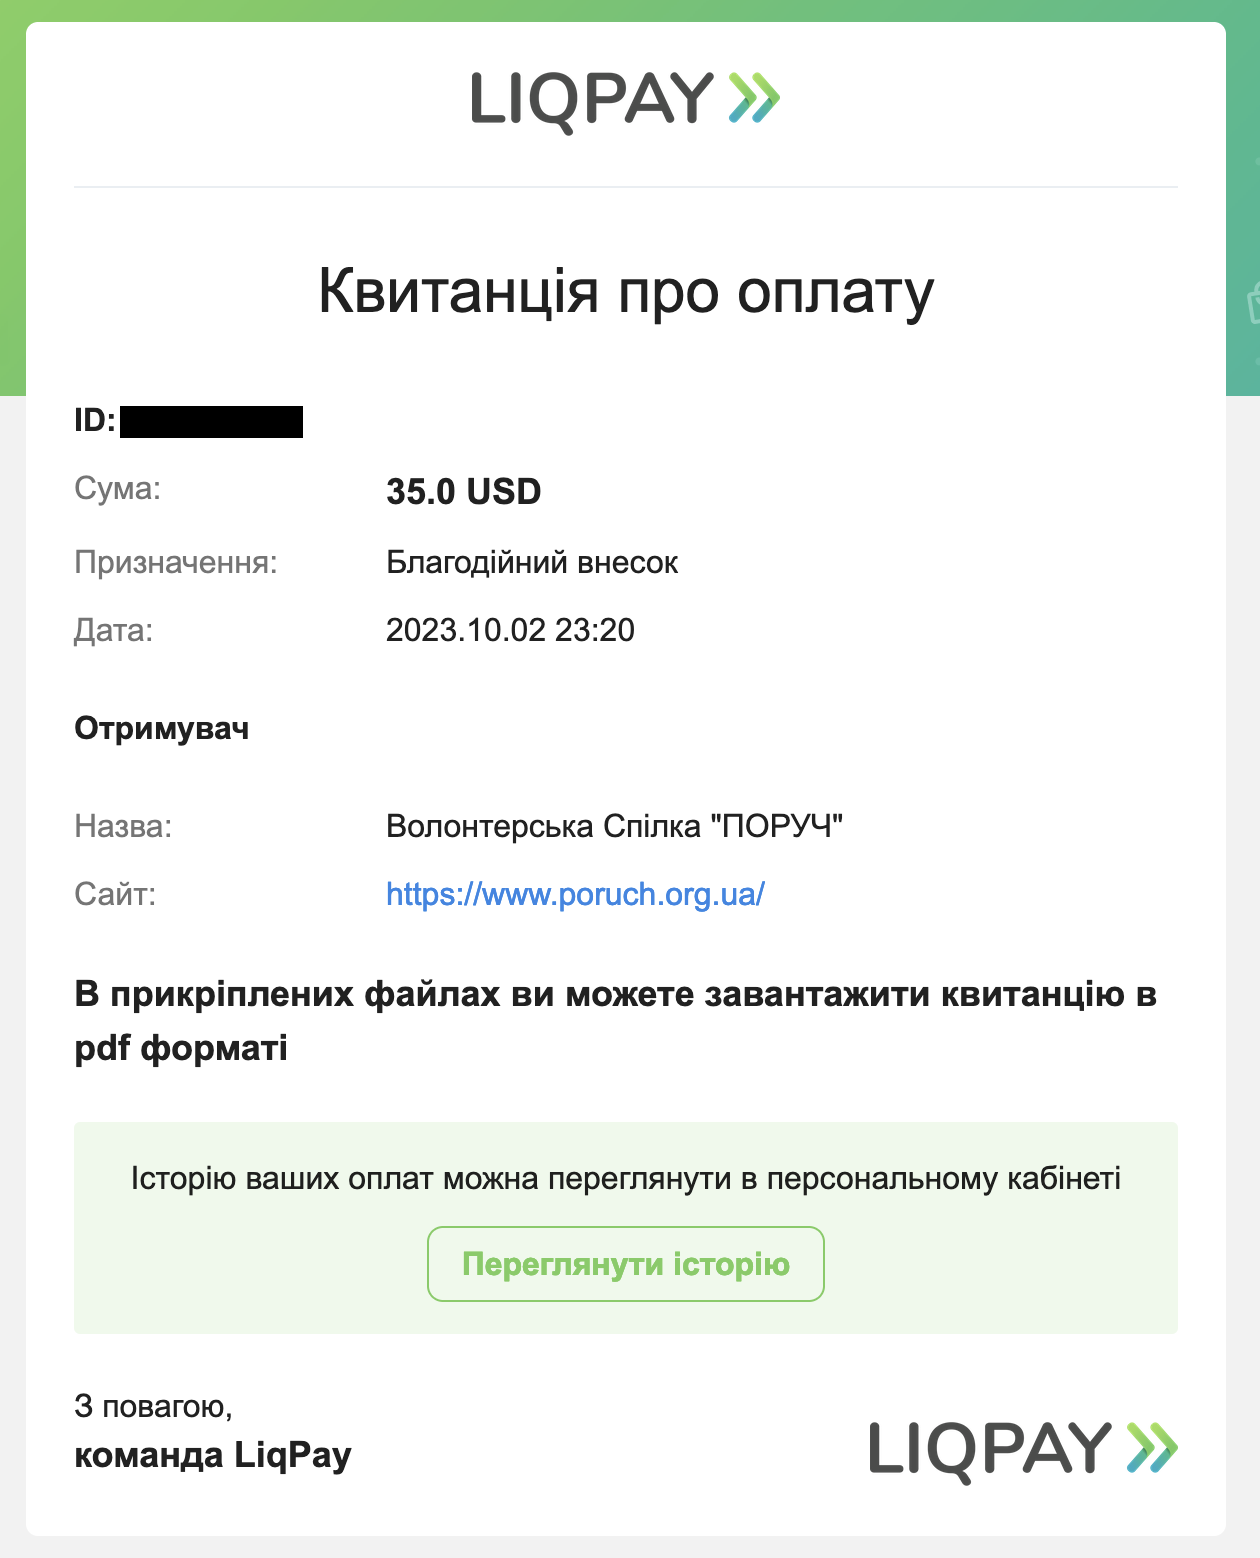 LIQPAY
Квитанція про оплату
ID:
Сума: 35.0 USD
Призначення: Благодійний внесок
Дата: 2023.10.02 23:20
Отримувач
Назва: Волонтерська Спілка "ПОРУЧ"
Сайт: https://www.poruch.org.ua/
В прикріплених файлах ви можете завантажити квитанцію в
pdf форматі
Історію ваших оплат можна переглянути в персональному кабінеті
Переглянути історію
З повагою,
команда LiqPay
LIQPAY